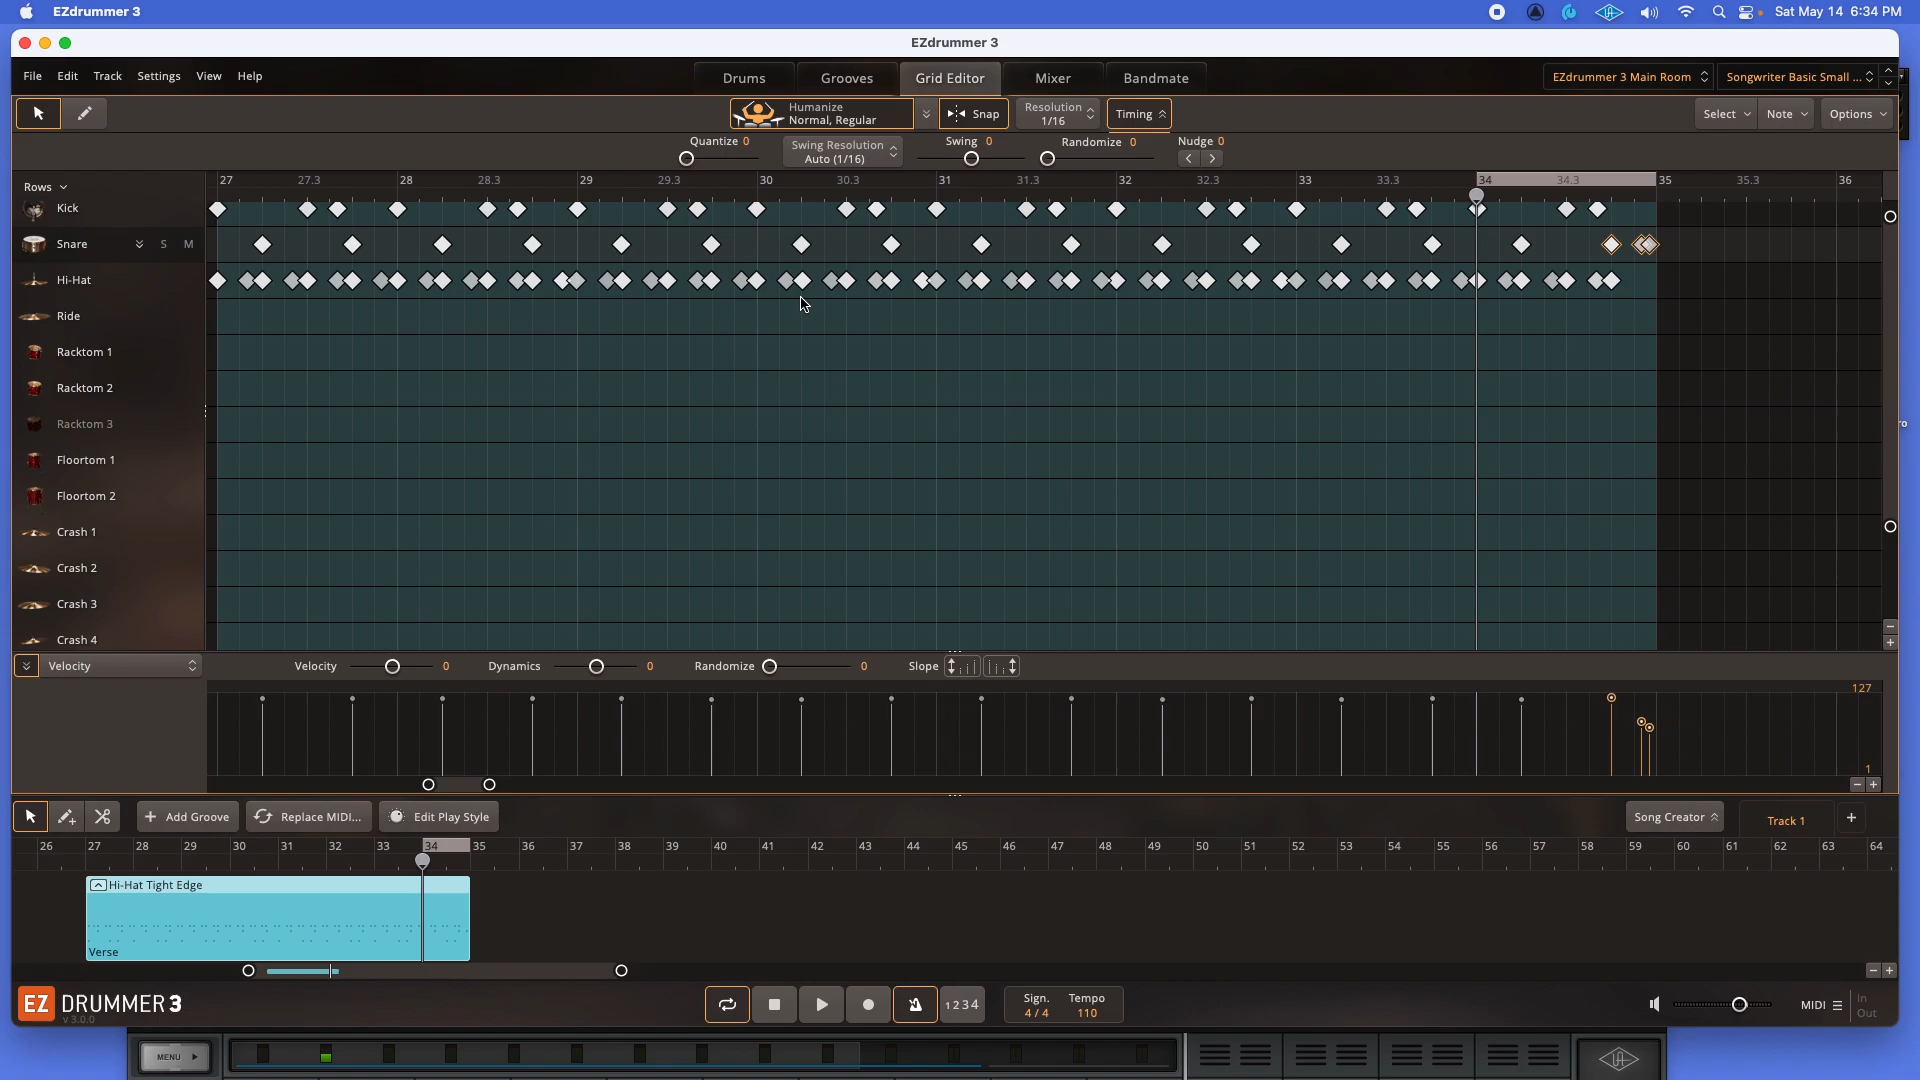 EZdrummer 3
Sat May 14 6:34 PM
EZdrummer 3
File Edit Track Settings View Help
Drums Grooves Grid Editor Mixer Bandmate
EZdrummer 3 Main Room
Songwriter Basic Small ...
Humanize
Normal, Regular
Snap
Resolution
1/16
Timing
Select
Note
Options
Quantize 0
Swing Resolution
Auto (1/16)
Swing 0
Randomize 0
Nudge 0
Rows
27 27.3 28 28.3 29 29.3 30 30.3 31 31.3 32 32.3 33 33.3 34 34.3 35 35.3 36
Kick
Snare S M
Hi-Hat
Ride
Racktom 1
Racktom 2
Racktom 3
Floortom 1
Floortom 2
Crash 1
Crash 2
Crash 3
Crash 4
Velocity
Velocity 0
Dynamics 0
Randomize 0
Slope
127
1
Add Groove
Replace MIDI...
Edit Play Style
Song Creator
Track 1
26 27 28 29 30 31 32 33 34 35 36 37 38 39 40 41 42 43 44 45 46 47 48 49 50 51 52 53 54 55 56 57 58 59 60 61 62 63 64
Hi-Hat Tight Edge
Verse
EZ DRUMMER 3
v 3.0.0
1234
Sign.
4/4
Tempo
110
MIDI
In
Out
MENU